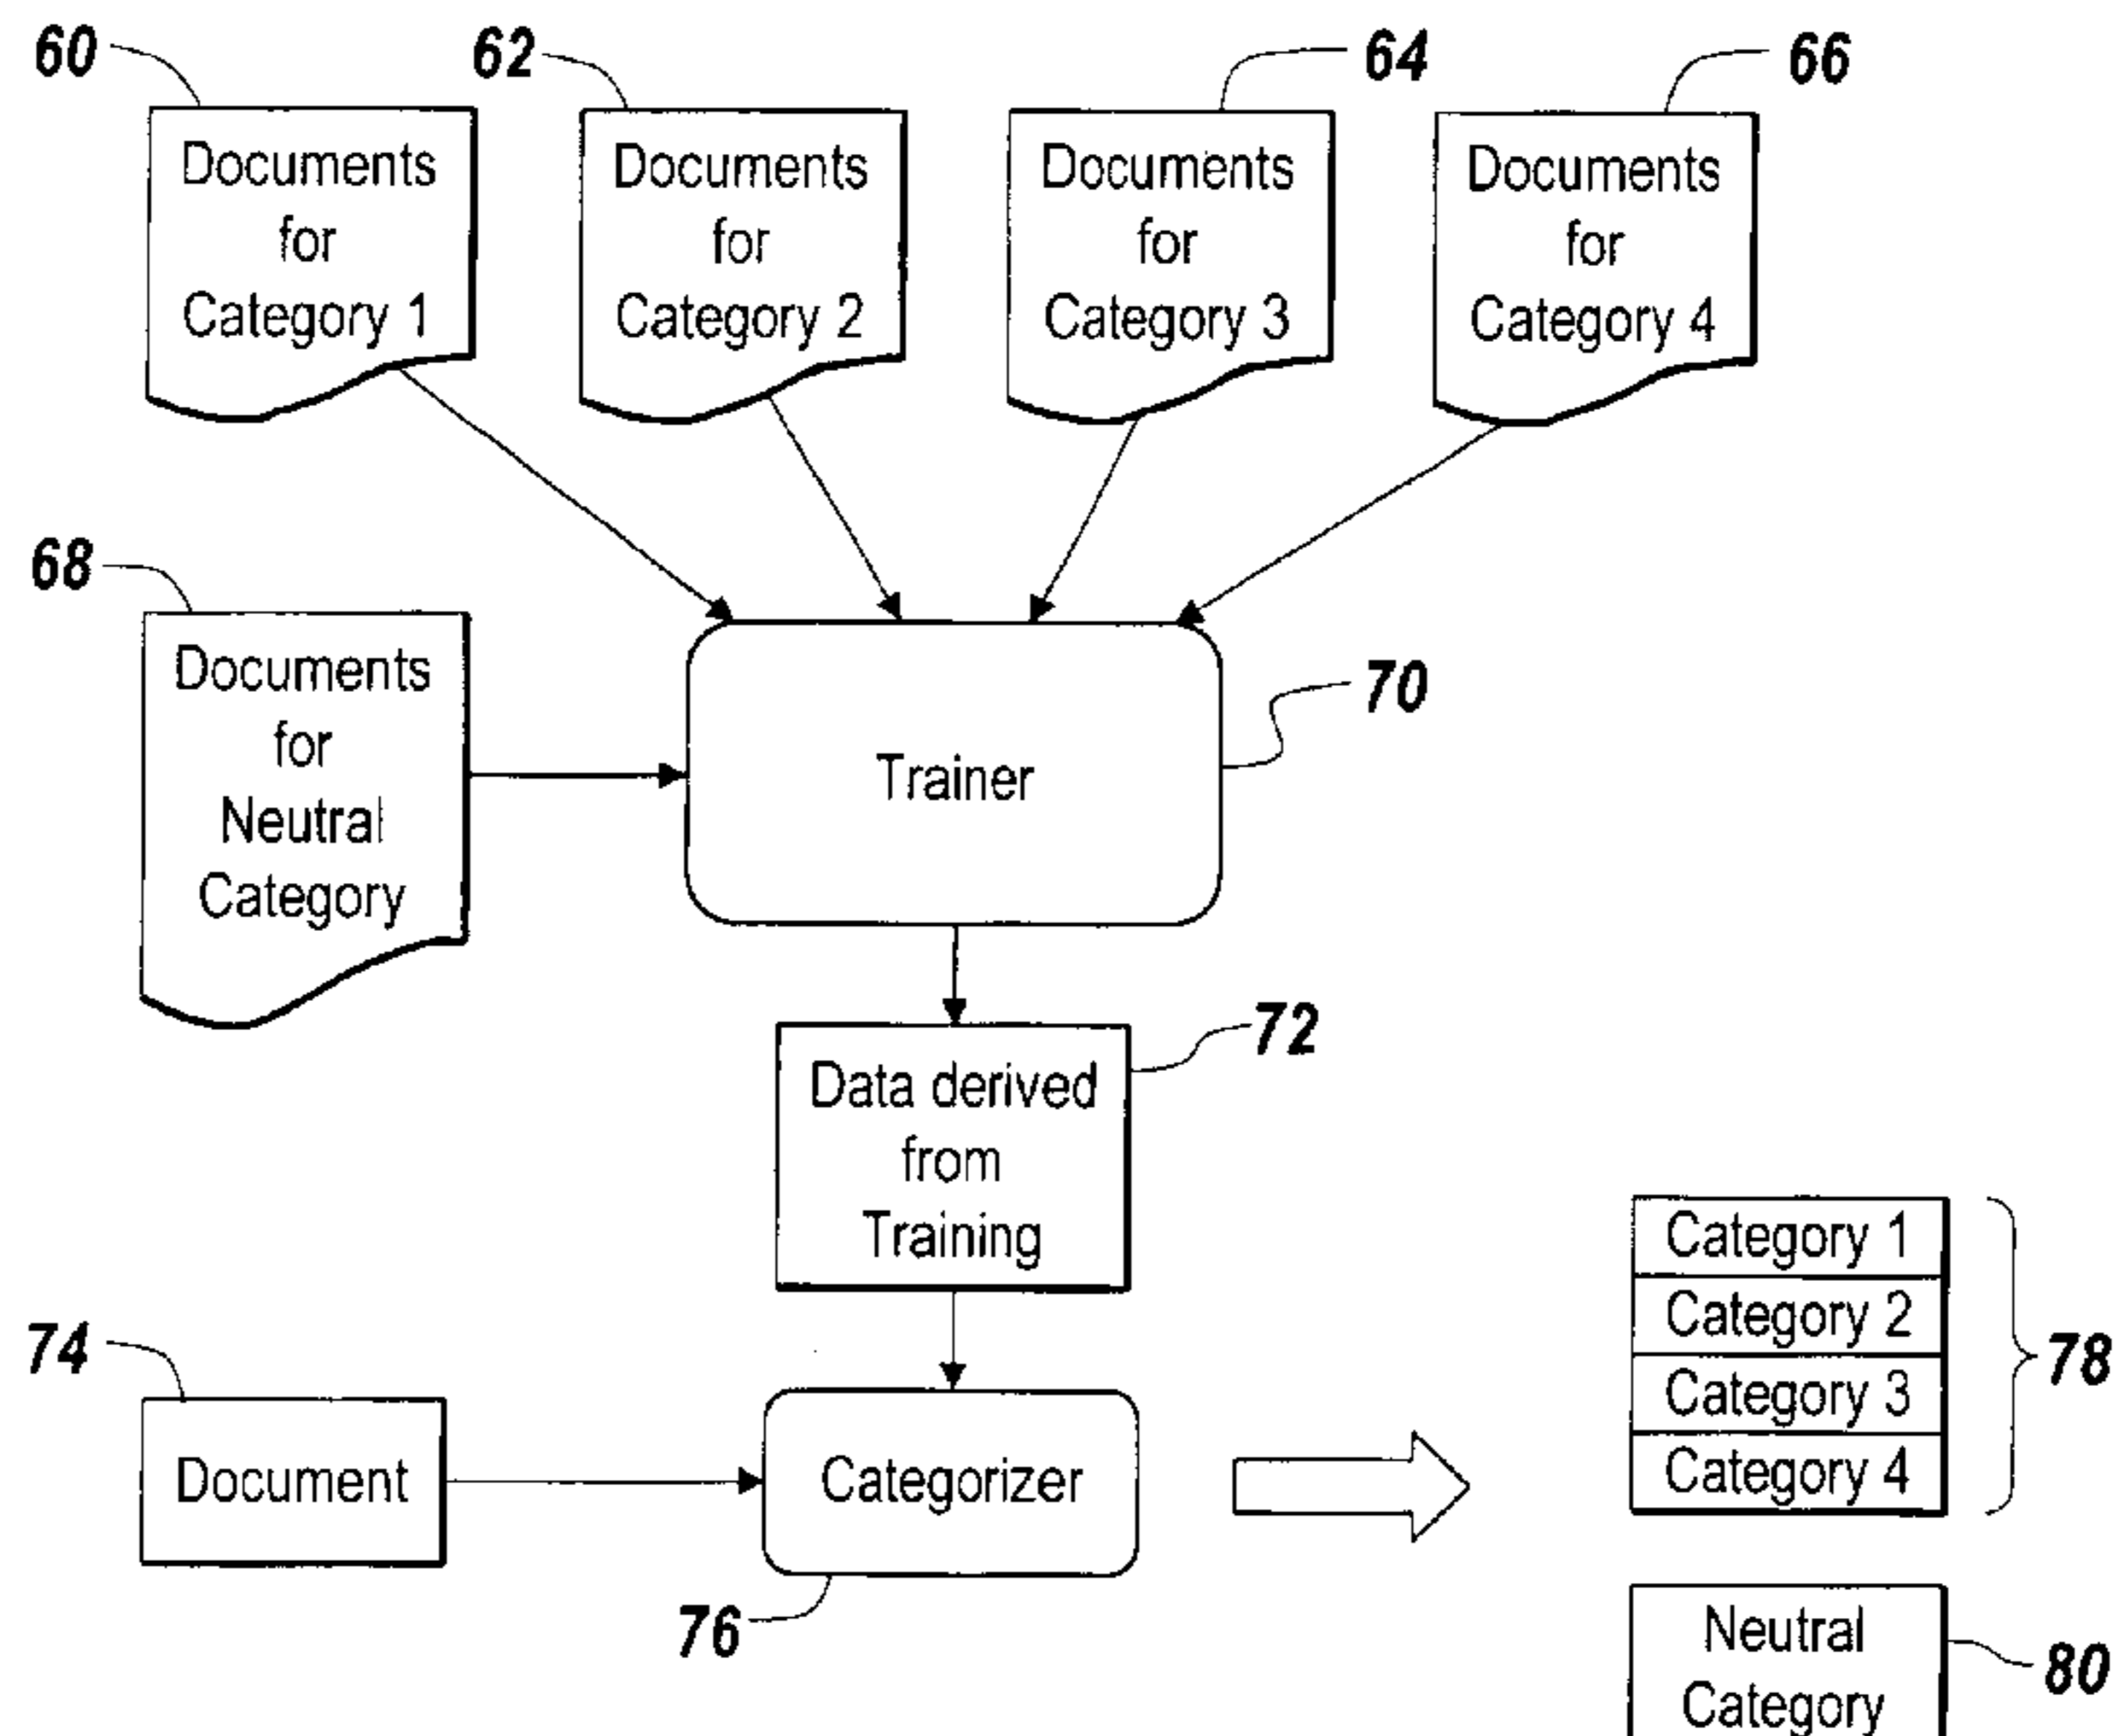 60
62
64
66
Documents
for
Category 1
Documents
for
Category 2
Documents
for
Category 3
Documents
for
Category 4
68
Documents
for
Neutral
Category
Trainer
70
72
Data derived
from
Training
74
Document
Categorizer
76
Category 1
Category 2
Category 3
Category 4
78
Neutral
Category
80